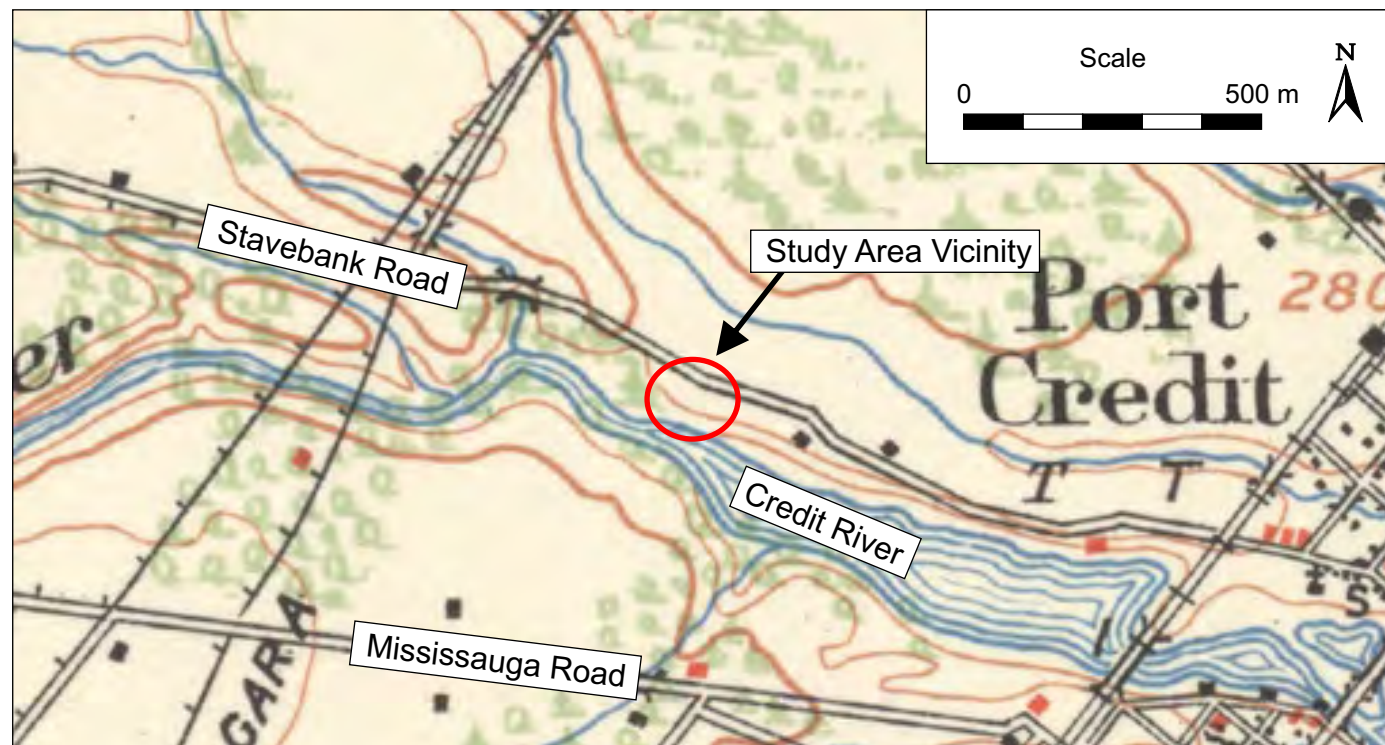 Scale
N
0
500 m
Stavebank Road
Study Area Vicinity
Port
280
Credit
er
T T
Credit River
S
GARA
Mississauga Road